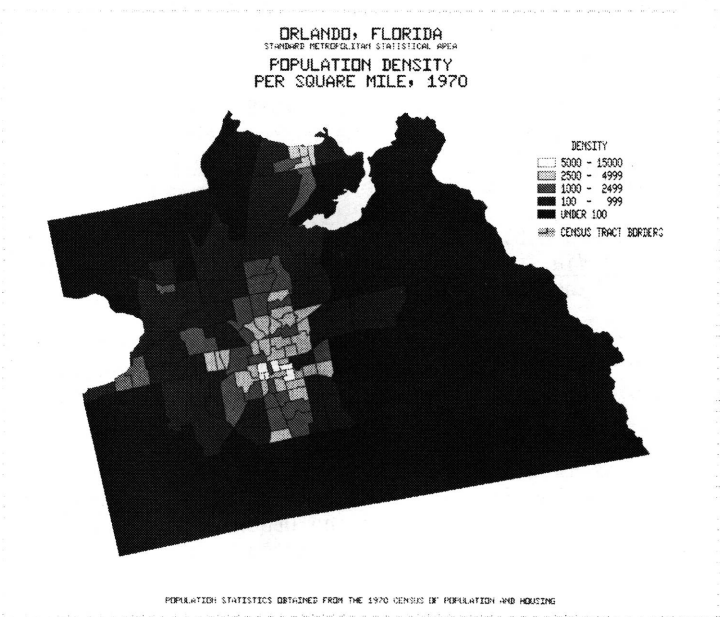 ORLANDO, FLORIDA
STANDARD METROPOLITAN STATISTICAL AREA
POPULATION DENSITY
PER SQUARE MILE, 1970
DENSITY
5000 - 15000
2500 - 4999
1000 - 2499
100 - 999
UNDER 100
CENSUS TRACT BORDERS
POPULATION STATISTICS OBTAINED FROM THE 1970 CENSUS OF POPULATION AND HOUSING